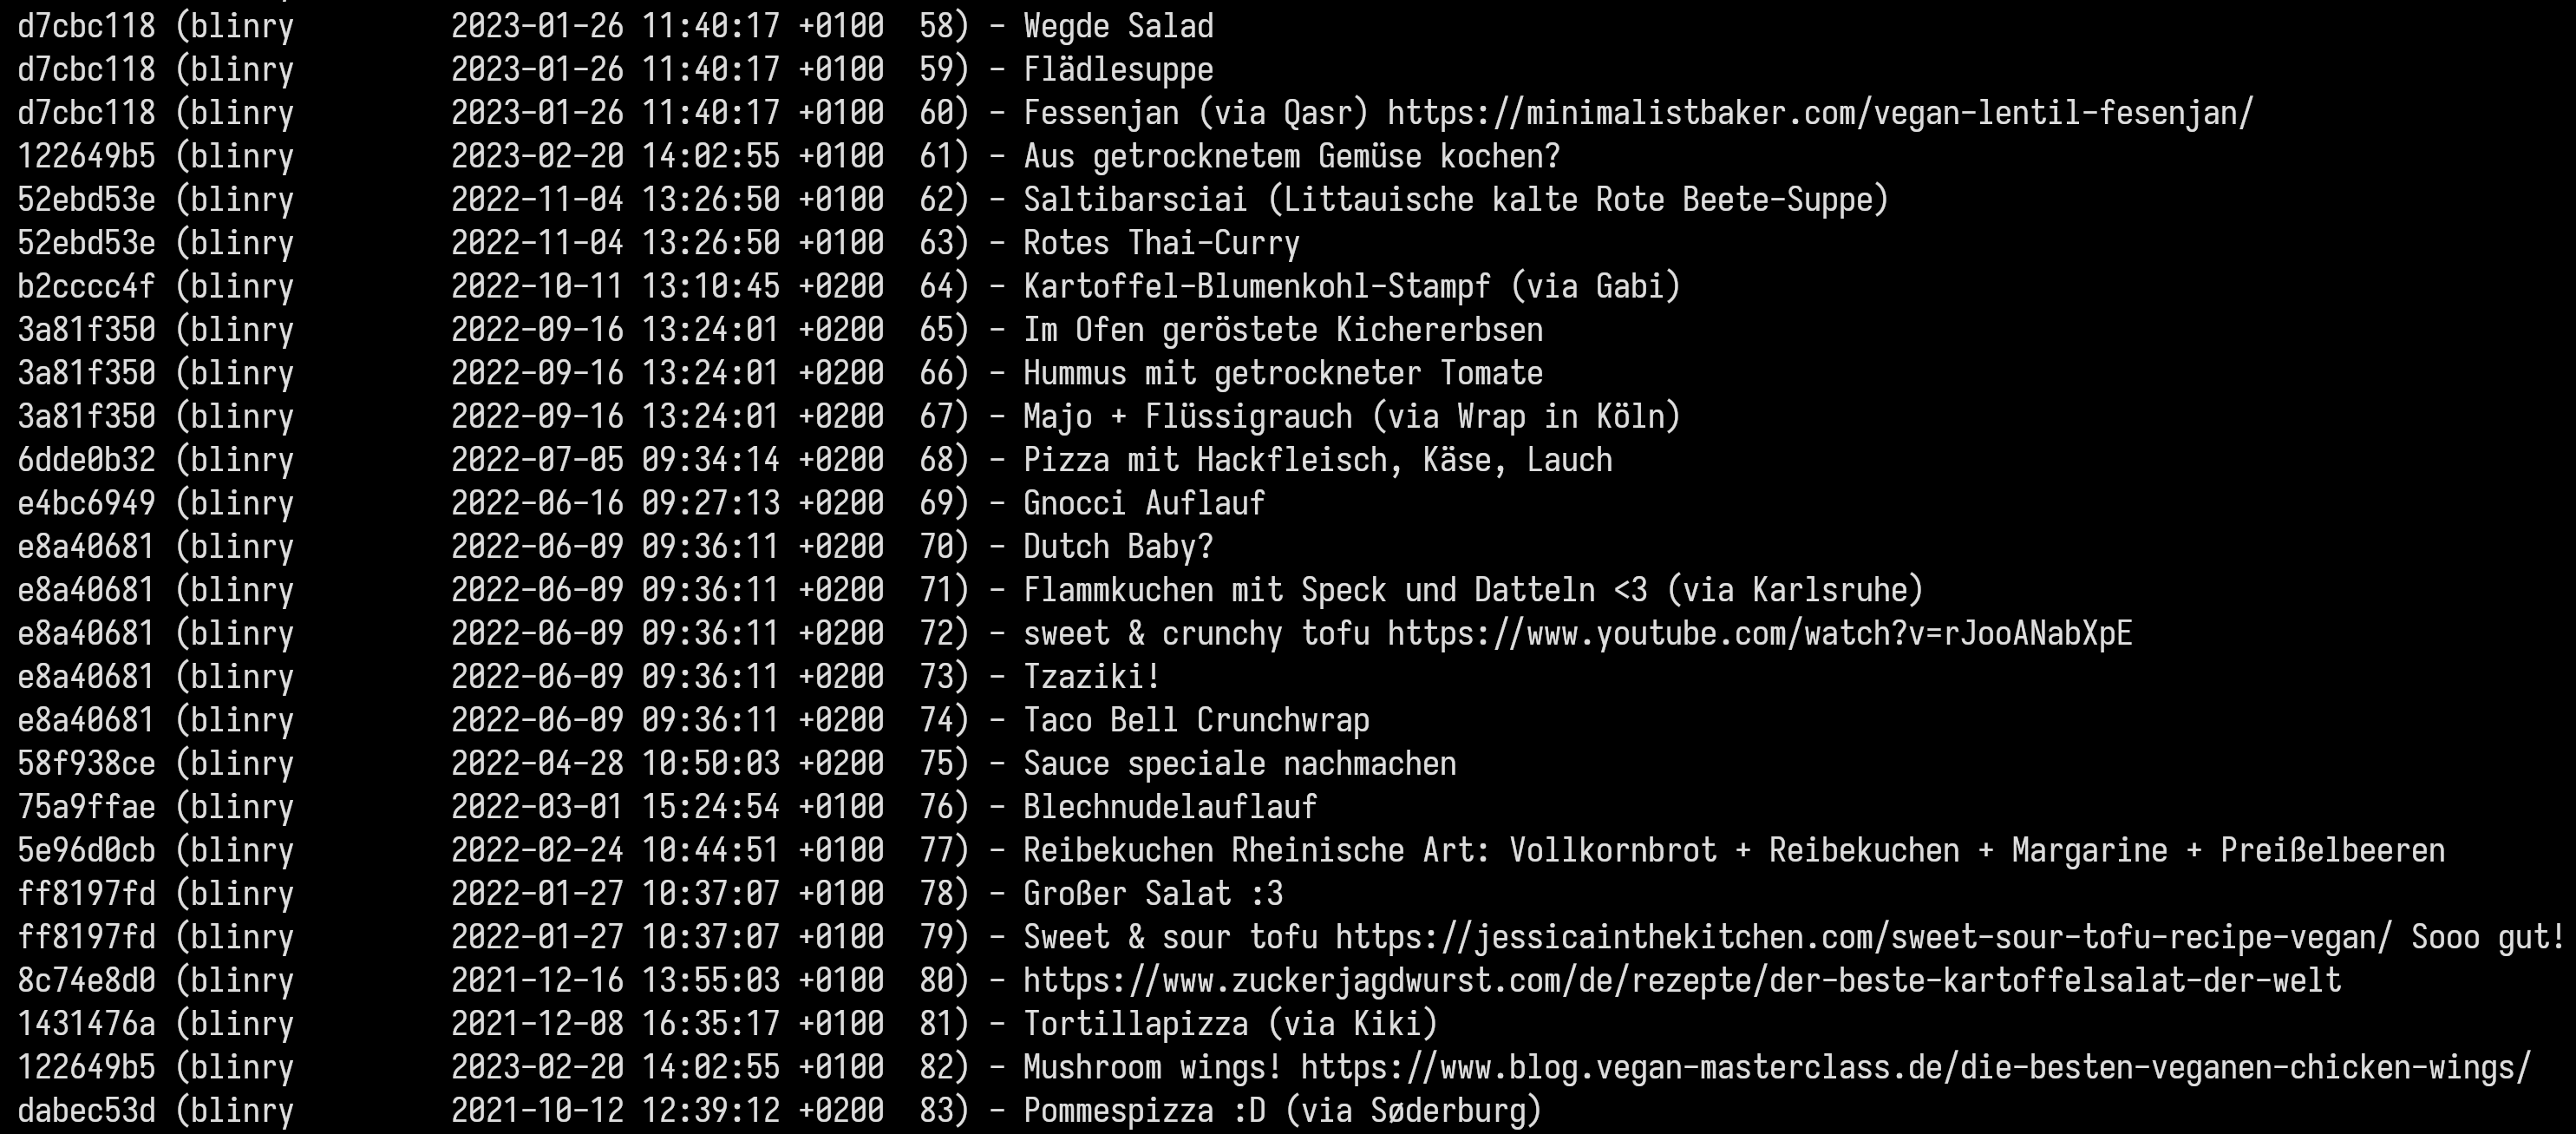 d7cbc118 (blinry         2023-01-26 11:40:17 +0100  58) - Wegde Salad
d7cbc118 (blinry         2023-01-26 11:40:17 +0100  59) - Flädlesuppe
d7cbc118 (blinry         2023-01-26 11:40:17 +0100  60) - Fessenjan (via Qasr) https://minimalistbaker.com/vegan-lentil-fesenjan/
122649b5 (blinry         2023-02-20 14:02:55 +0100  61) - Aus getrocknetem Gemüse kochen?
52ebd53e (blinry         2022-11-04 13:26:50 +0100  62) - Saltibarsciai (Littauische kalte Rote Beete-Suppe)
52ebd53e (blinry         2022-11-04 13:26:50 +0100  63) - Rotes Thai-Curry
b2cccc4f (blinry         2022-10-11 13:10:45 +0200  64) - Kartoffel-Blumenkohl-Stampf (via Gabi)
3a81f350 (blinry         2022-09-16 13:24:01 +0200  65) - Im Ofen geröstete Kichererbsen
3a81f350 (blinry         2022-09-16 13:24:01 +0200  66) - Hummus mit getrockneter Tomate
3a81f350 (blinry         2022-09-16 13:24:01 +0200  67) - Majo + Flüssigrauch (via Wrap in Köln)
6dde0b32 (blinry         2022-07-05 09:34:14 +0200  68) - Pizza mit Hackfleisch, Käse, Lauch
e4bc6949 (blinry         2022-06-16 09:27:13 +0200  69) - Gnocci Auflauf
e8a40681 (blinry         2022-06-09 09:36:11 +0200  70) - Dutch Baby?
e8a40681 (blinry         2022-06-09 09:36:11 +0200  71) - Flammkuchen mit Speck und Datteln <3 (via Karlsruhe)
e8a40681 (blinry         2022-06-09 09:36:11 +0200  72) - sweet & crunchy tofu https://www.youtube.com/watch?v=rJooANabXpE
e8a40681 (blinry         2022-06-09 09:36:11 +0200  73) - Tzaziki!
e8a40681 (blinry         2022-06-09 09:36:11 +0200  74) - Taco Bell Crunchwrap
58f938ce (blinry         2022-04-28 10:50:03 +0200  75) - Sauce speciale nachmachen
75a9ffae (blinry         2022-03-01 15:24:54 +0100  76) - Blechnudelauflauf
5e96d0cb (blinry         2022-02-24 10:44:51 +0100  77) - Reibekuchen Rheinische Art: Vollkornbrot + Reibekuchen + Margarine + Preißelbeeren
ff8197fd (blinry         2022-01-27 10:37:07 +0100  78) - Großer Salat :3
ff8197fd (blinry         2022-01-27 10:37:07 +0100  79) - Sweet & sour tofu https://jessicainthekitchen.com/sweet-sour-tofu-recipe-vegan/ Sooo gut!
8c74e8d0 (blinry         2021-12-16 13:55:03 +0100  80) - https://www.zuckerjagdwurst.com/de/rezepte/der-beste-kartoffelsalat-der-welt
1431476a (blinry         2021-12-08 16:35:17 +0100  81) - Tortillapizza (via Kiki)
122649b5 (blinry         2023-02-20 14:02:55 +0100  82) - Mushroom wings! https://www.blog.vegan-masterclass.de/die-besten-veganen-chicken-wings/
dabec53d (blinry         2021-10-12 12:39:12 +0200  83) - Pommespizza :D (via Søderburg)